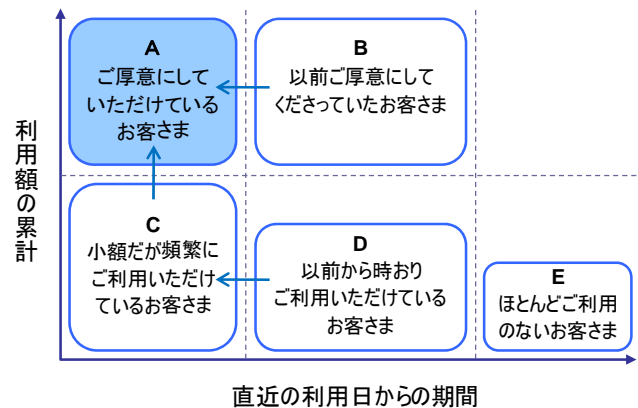 A
ご厚意にして
いただけている
お客さま
B
以前ご厚意にして
くださっていたお客さま
利用額の累計
C
小額だが頻繁に
ご利用いただけ
ているお客さま
D
以前から時おり
ご利用いただけている
お客さま
E
ほとんどご利用
のないお客さま
直近の利用日からの期間